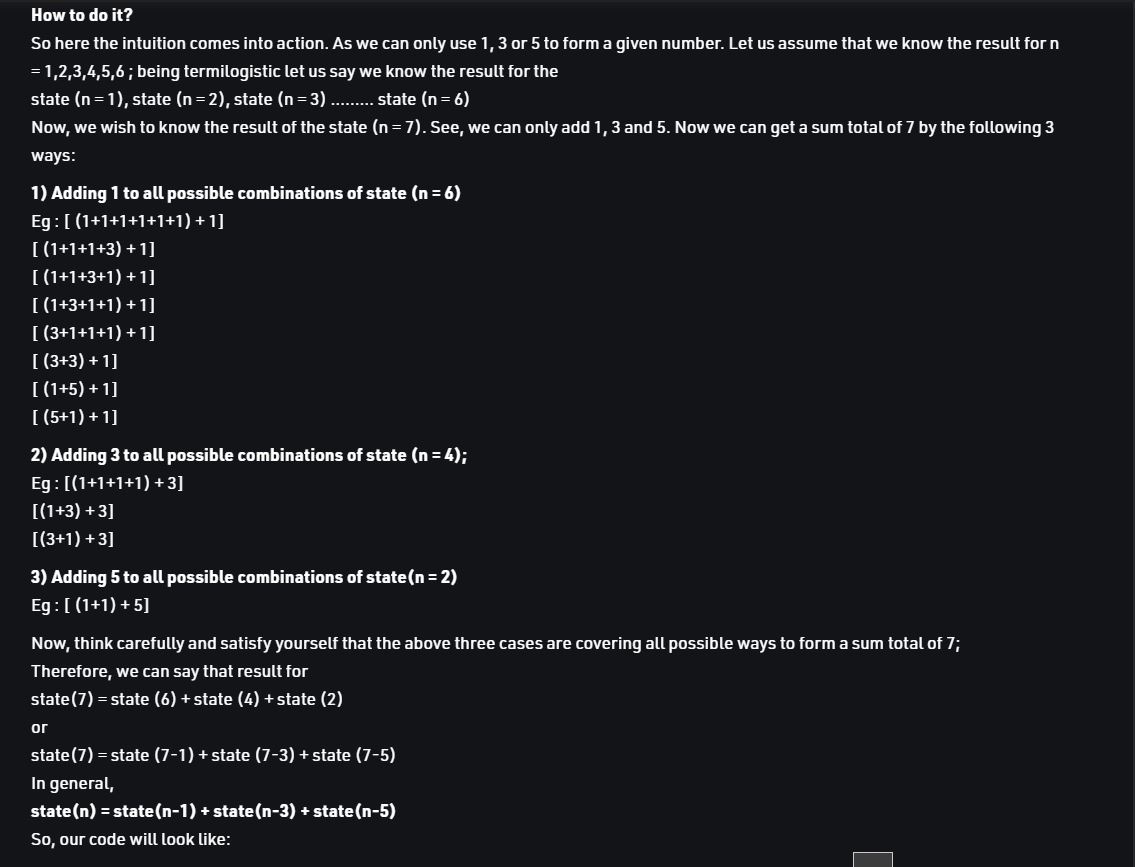 How to do it?
So here the intuition comes into action. As we can only use 1, 3 or 5 to form a given number. Let us assume that we know the result for n
= 1,2,3,4,5,6 ; being termilogistic let us say we know the result for the
state (n = 1), state (n = 2), state (n = 3) ......... state (n = 6)
Now, we wish to know the result of the state (n = 7). See, we can only add 1, 3 and 5. Now we can get a sum total of 7 by the following 3
ways:
1) Adding 1 to all possible combinations of state (n = 6)
Eg : [ (1+1+1+1+1+1) + 1]
[ (1+1+1+3) + 1]
[ (1+1+3+1) + 1]
[ (1+3+1+1) + 1]
[ (3+1+1+1) + 1]
[ (3+3) + 1]
[ (1+5) + 1]
[ (5+1) + 1]
2) Adding 3 to all possible combinations of state (n = 4);
Eg : [(1+1+1+1) + 3]
[(1+3) + 3]
[(3+1) + 3]
3) Adding 5 to all possible combinations of state(n = 2)
Eg : [ (1+1) + 5]
Now, think carefully and satisfy yourself that the above three cases are covering all possible ways to form a sum total of 7;
Therefore, we can say that result for
state(7) = state (6) + state (4) + state (2)
or
state(7) = state (7-1) + state (7-3) + state (7-5)
In general,
state(n) = state(n-1) + state(n-3) + state(n-5)
So, our code will look like: